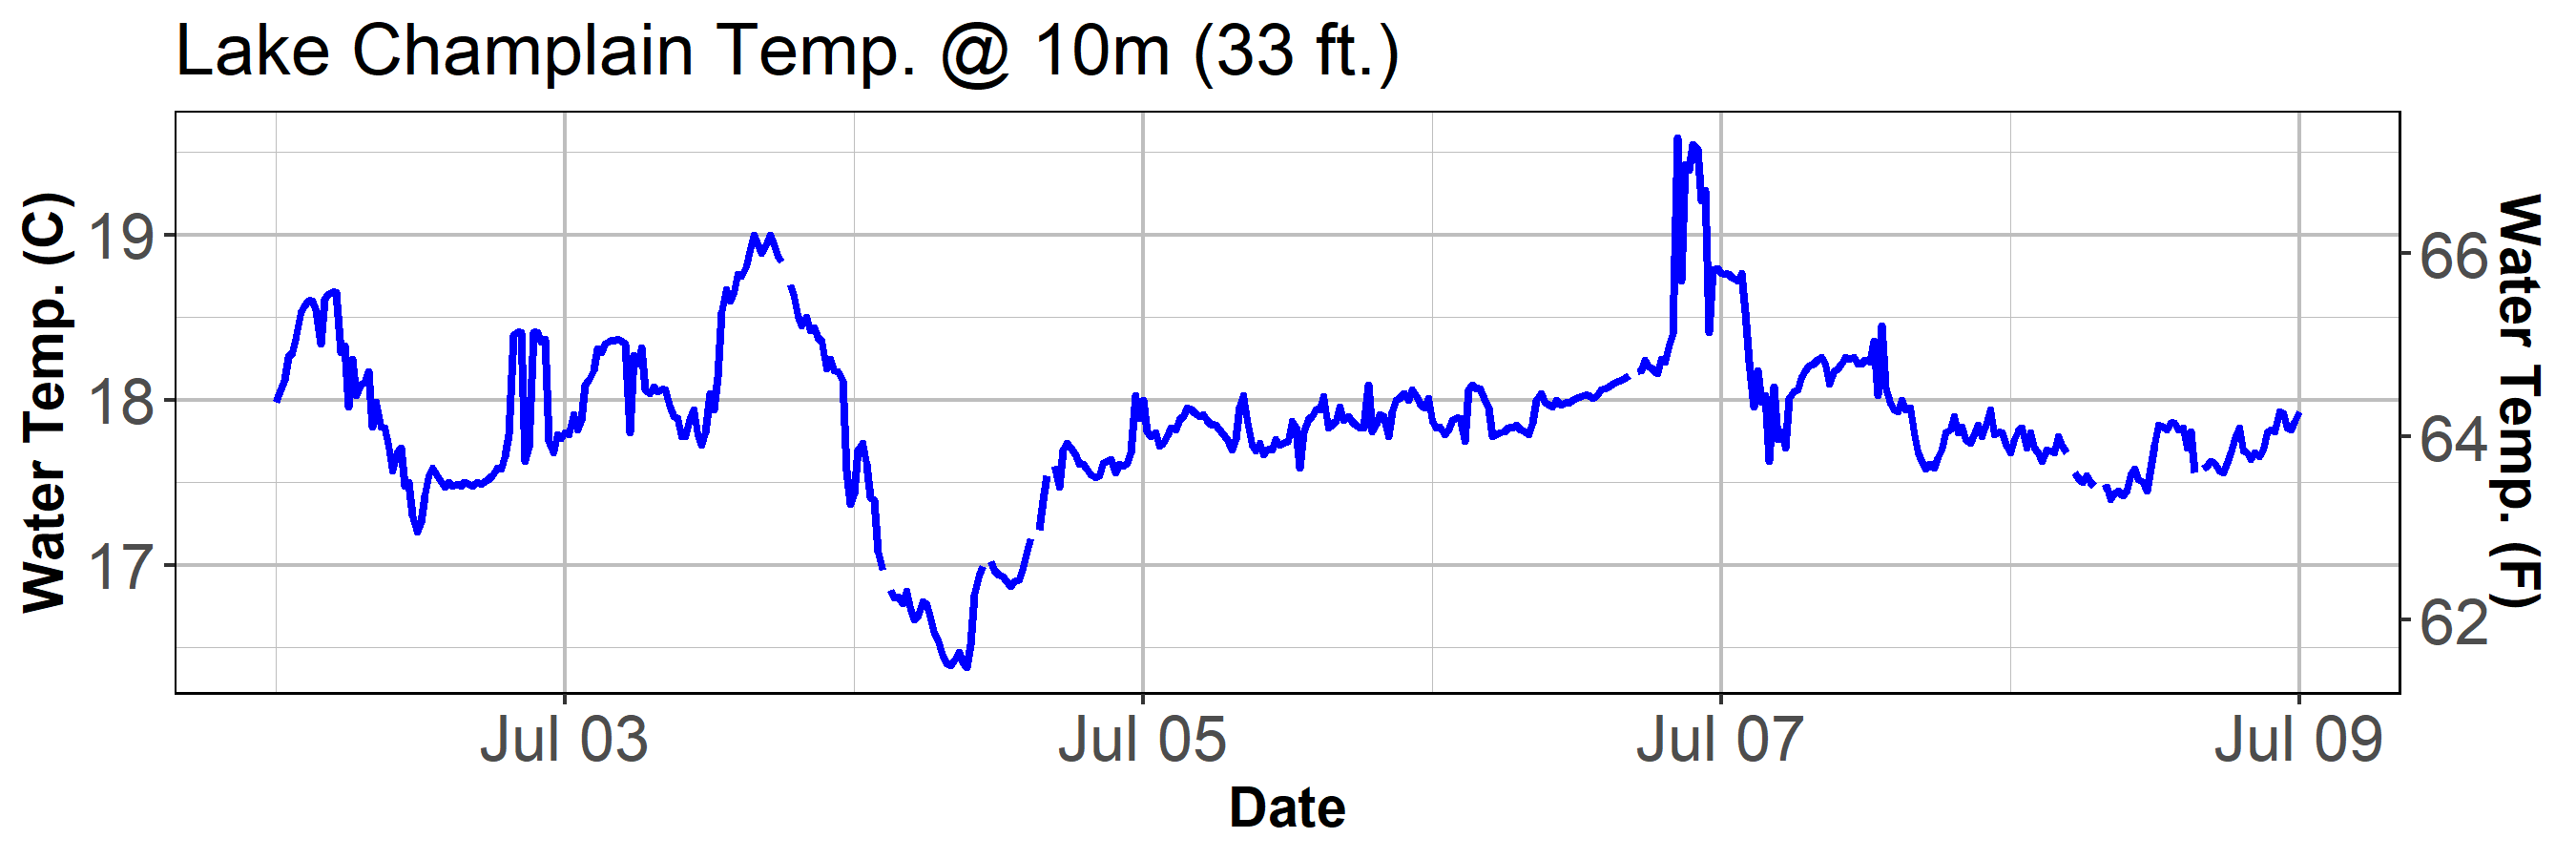 Lake Champlain Temp. @ 10m (33 ft.)
Water Temp. (C)
19
18
17
66
64
62
Water Temp. (F)
Jul 03 Jul 05 Jul 07 Jul 09
Date